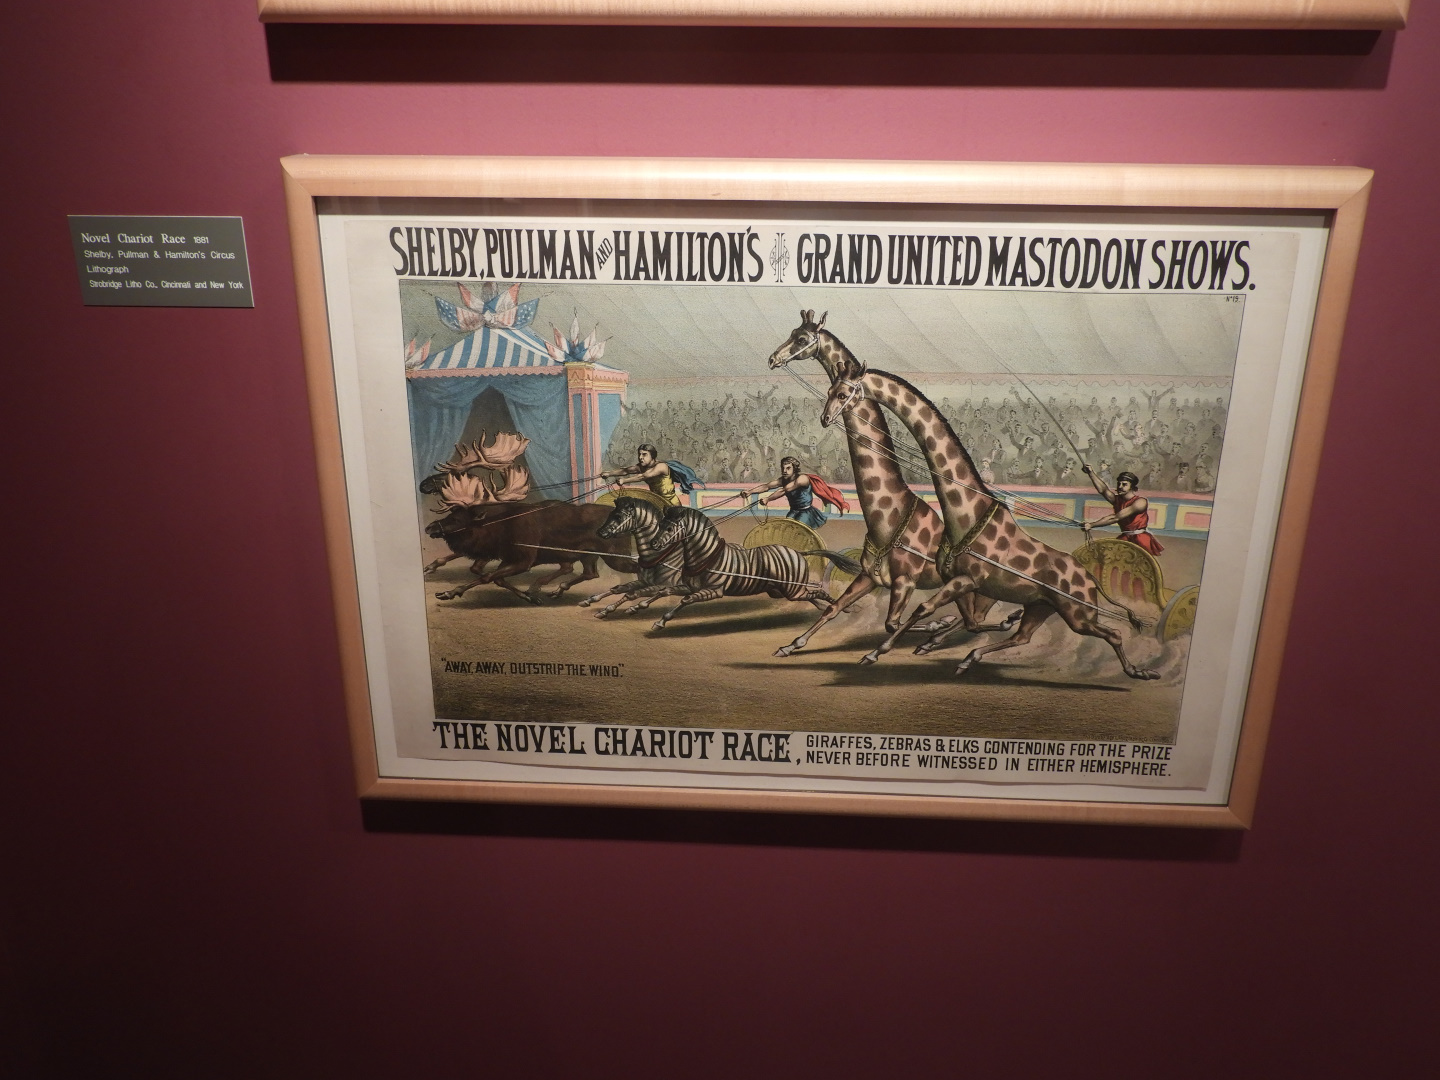 Novel Chariot Race 1881
Shelby, Pullman & Hamilton's Circus
Lithograph
Strobridge Litho Co., Cincinnati and New York
SHELBY, PULLMAN AND HAMILTON'S GRAND UNITED MASTODON SHOWS.
Nº 15.
"AWAY, AWAY, OUTSTRIP THE WIND."
THE NOVEL CHARIOT RACE, GIRAFFES, ZEBRAS & ELKS CONTENDING FOR THE PRIZE
NEVER BEFORE WITNESSED IN EITHER HEMISPHERE.